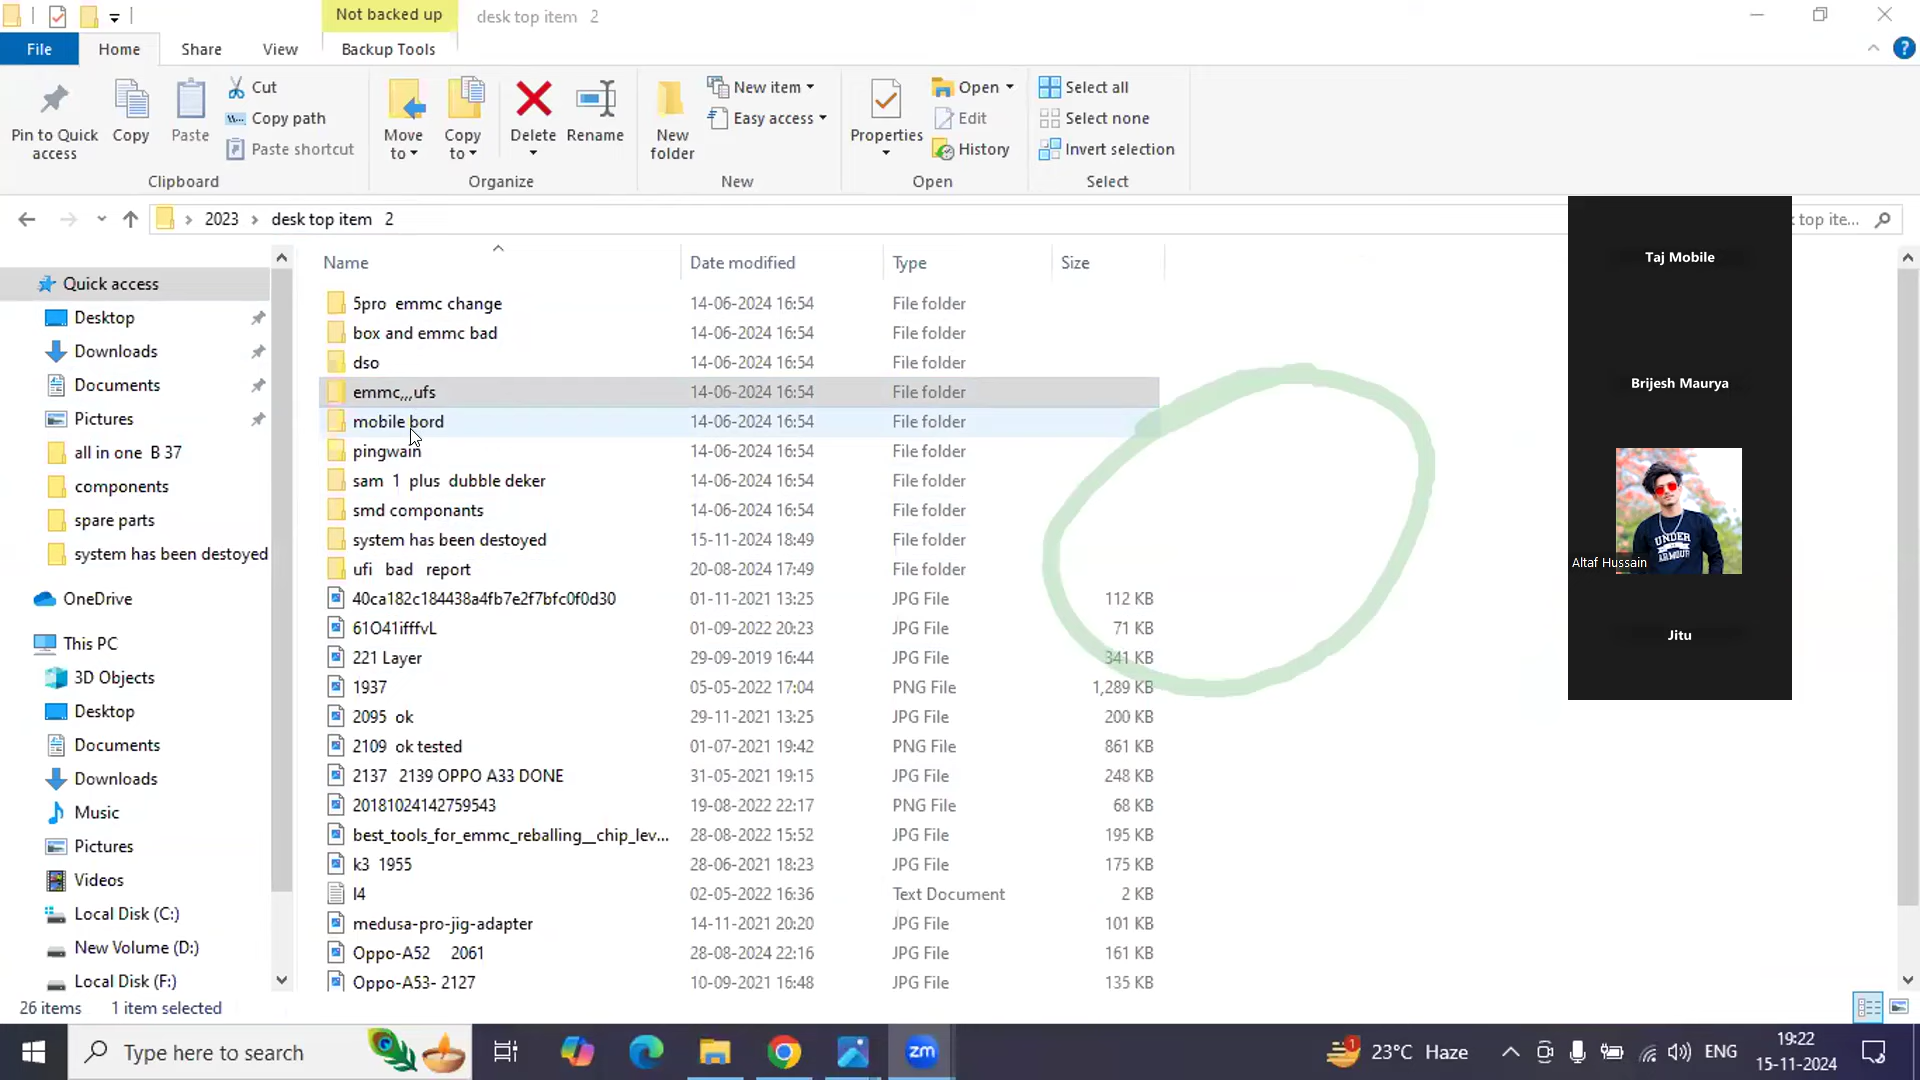 Not backed up
desk top item 2
File Home Share View Backup Tools
Pin to Quick access
Copy
Paste
Cut
Copy path
Paste shortcut
Clipboard
Move to
Copy to
Delete
Rename
Organize
New folder
New item
Easy access
New
Properties
Open
Edit
History
Open
Select all
Select none
Invert selection
Select
2023 > desk top item 2
top ite...
Name Date modified Type Size
Quick access
Desktop
Downloads
Documents
Pictures
all in one B 37
components
spare parts
system has been destoyed
OneDrive
This PC
3D Objects
Desktop
Documents
Downloads
Music
Pictures
Videos
Local Disk (C:)
New Volume (D:)
Local Disk (F:)
5pro emmc change 14-06-2024 16:54 File folder
box and emmc bad 14-06-2024 16:54 File folder
dso 14-06-2024 16:54 File folder
emmc,,,ufs 14-06-2024 16:54 File folder
mobile bord 14-06-2024 16:54 File folder
pingwain 14-06-2024 16:54 File folder
sam 1 plus dubble deker 14-06-2024 16:54 File folder
smd componants 14-06-2024 16:54 File folder
system has been destoyed 15-11-2024 18:49 File folder
ufi bad report 20-08-2024 17:49 File folder
40ca182c184438a4fb7e2f7bfc0f0d30 01-11-2021 13:25 JPG File 112 KB
61O41ifffvL 01-09-2022 20:23 JPG File 71 KB
221 Layer 29-09-2019 16:44 JPG File 341 KB
1937 05-05-2022 17:04 PNG File 1,289 KB
2095 ok 29-11-2021 13:25 JPG File 200 KB
2109 ok tested 01-07-2021 19:42 PNG File 861 KB
2137 2139 OPPO A33 DONE 31-05-2021 19:15 JPG File 248 KB
20181024142759543 19-08-2022 22:17 PNG File 68 KB
best_tools_for_emmc_reballing__chip_lev... 28-08-2022 15:52 JPG File 195 KB
k3 1955 28-06-2021 18:23 JPG File 175 KB
l4 02-05-2022 16:36 Text Document 2 KB
medusa-pro-jig-adapter 14-11-2021 20:20 JPG File 101 KB
Oppo-A52 2061 28-08-2024 22:16 JPG File 161 KB
Oppo-A53- 2127 10-09-2021 16:48 JPG File 135 KB
Taj Mobile
Brijesh Maurya
UNDER ARMOUR
Altaf Hussain
Jitu
26 items 1 item selected
Type here to search
zm
1
23°C Haze
ENG
19:22
15-11-2024